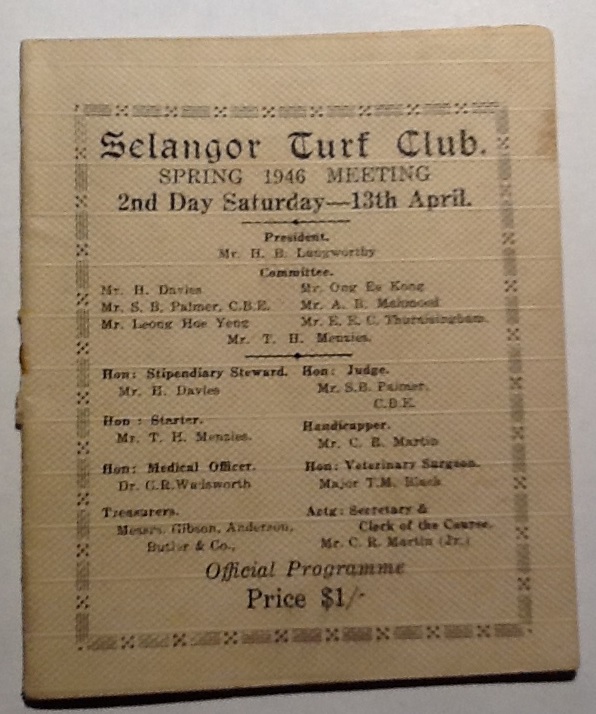 Selangor Turf Club.
SPRING 1946 MEETING
2nd Day Saturday—13th April.
President.
Mr. H. B. Langworthy
Committee.
Mr. H. Davies Mr. Ong Ee Kong
Mr. S. B. Palmer, C.B.E. Mr. A. B. Mahmood
Mr. Leong Hoe Yeng Mr. E. E. C. Thuraisingham.
Mr. T. H. Menzies.
Hon: Stipendiary Steward. Hon: Judge.
Mr. H. Davies Mr. S.B. Palmer,
C.B.E.
Hon: Starter. Handicapper.
Mr. T. H. Menzies. Mr. C. R. Martin
Hon: Medical Officer. Hon: Veterinary Surgeon.
Dr. G.R. Wadsworth Major T.M. Black
Treasurers. Actg: Secretary &
Messrs. Gibson, Anderson, Clerk of the Course.
Butler & Co., Mr. C. R. Martin (Jr.)
Official Programme
Price $1/-